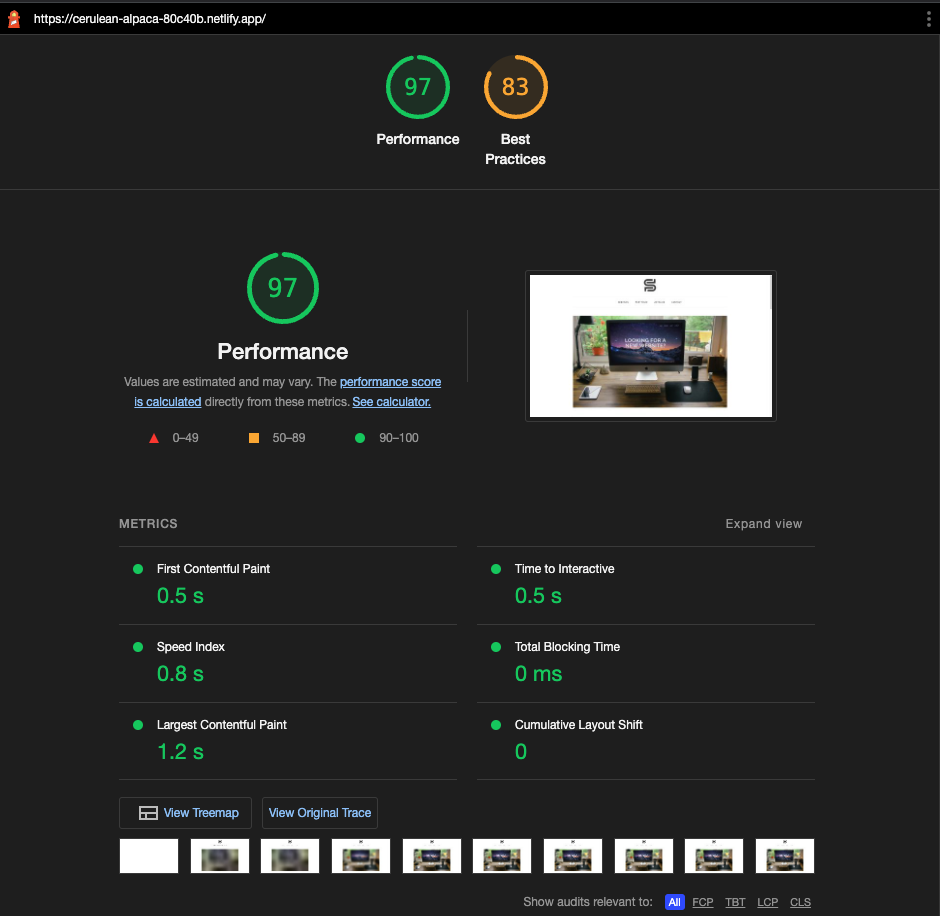 https://cerulean-alpaca-80c40b.netlify.app/
97
83
Performance
Best
Practices
97
Performance
Values are estimated and may vary. The performance score
is calculated directly from these metrics. See calculator.
0–49
50–89
90–100
LOOKING FOR A
NEW WEBSITE?
METRICS
Expand view
First Contentful Paint
0.5 s
Time to Interactive
0.5 s
Speed Index
0.8 s
Total Blocking Time
0 ms
Largest Contentful Paint
1.2 s
Cumulative Layout Shift
0
View Treemap
View Original Trace
Show audits relevant to: All FCP TBT LCP CLS